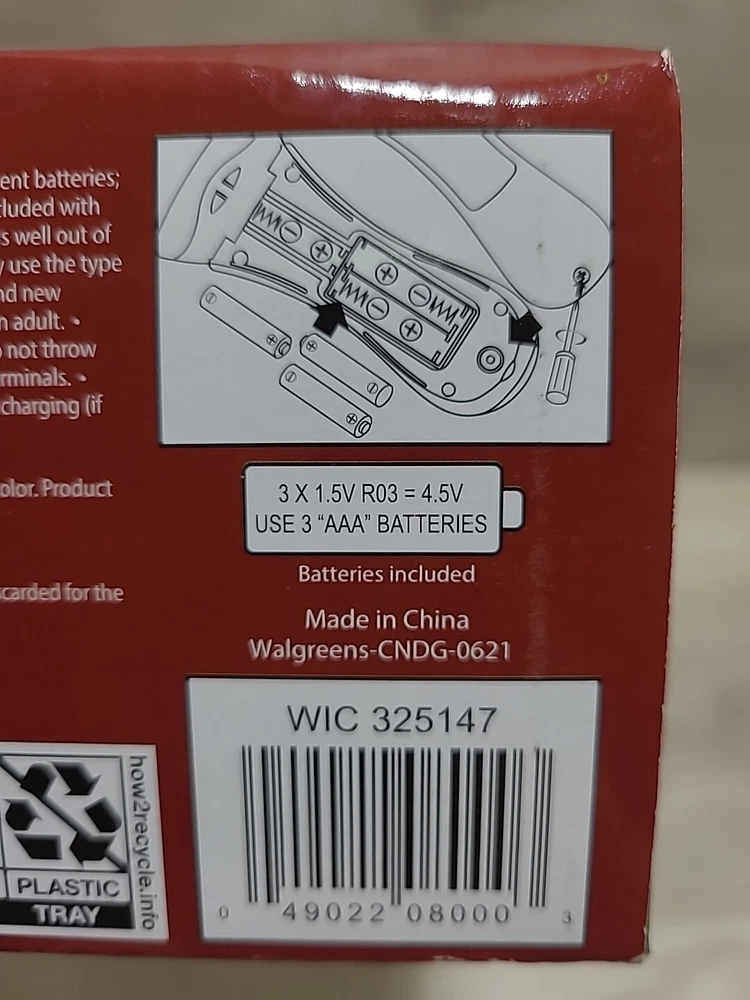 ent batteries;
cluded with
s well out of
y use the type
nd new
n adult. •
o not throw
rminals. •
charging (if
olor. Product
scarded for the
3 X 1.5V R03 = 4.5V
USE 3 “AAA” BATTERIES
Batteries included
Made in China
Walgreens-CNDG-0621
WIC 325147
0 49022 08000 3
PLASTIC
TRAY
how2recycle.info